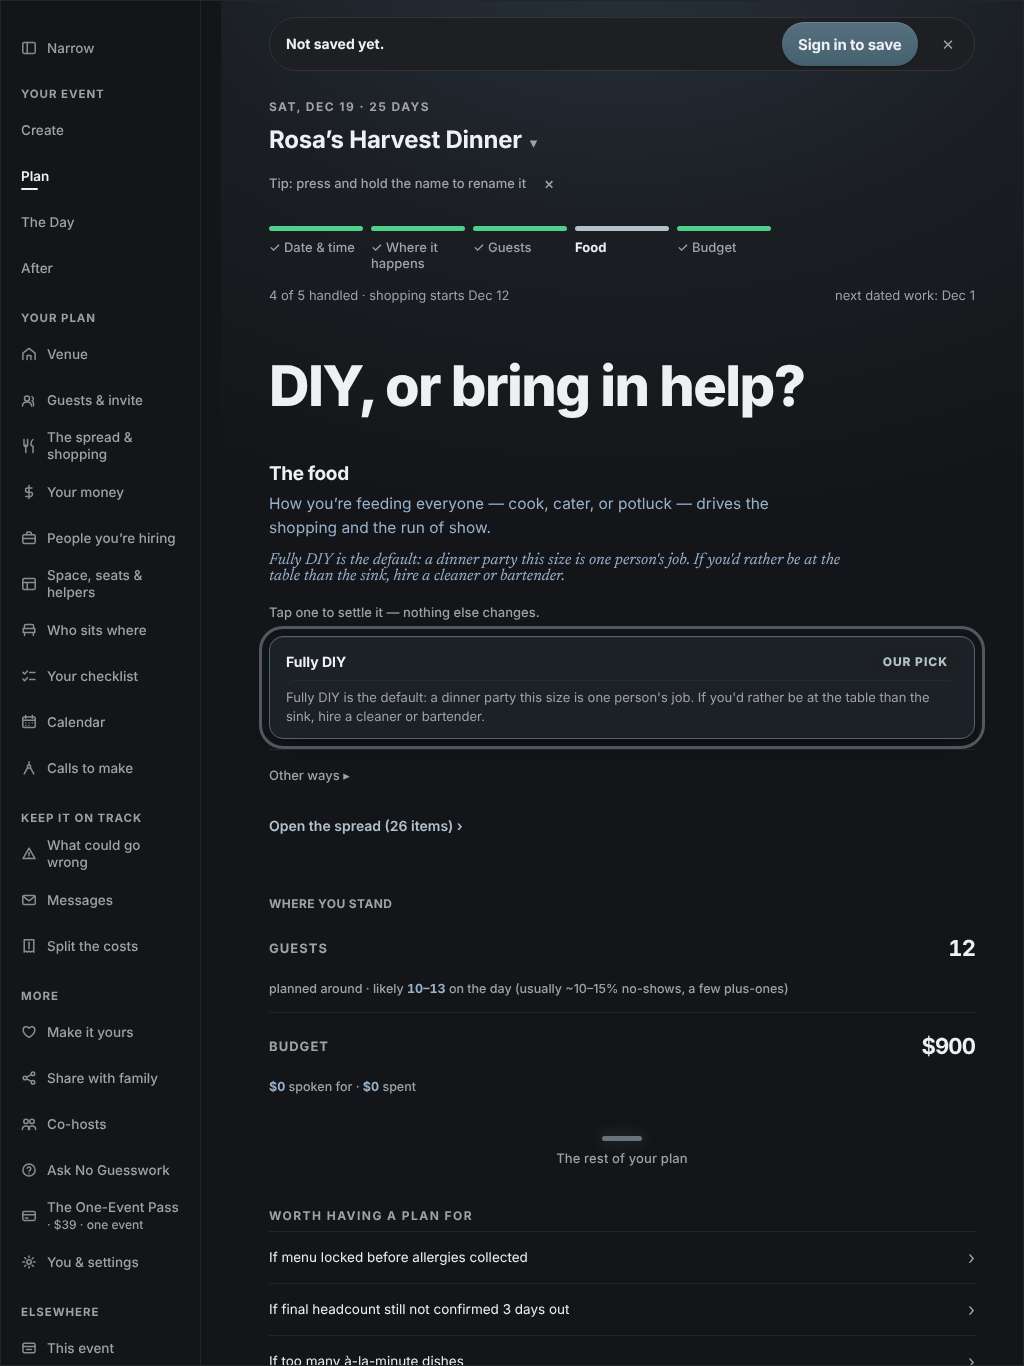 Narrow
YOUR EVENT
Create
Plan
The Day
After
YOUR PLAN
Venue
Guests & invite
The spread &
shopping
Your money
People you're hiring
Space, seats &
helpers
Who sits where
Your checklist
Calendar
Calls to make
KEEP IT ON TRACK
What could go
wrong
Messages
Split the costs
MORE
Make it yours
Share with family
Co-hosts
Ask No Guesswork
The One-Event Pass
· $39 · one event
You & settings
ELSEWHERE
This event
Not saved yet.
Sign in to save ×
SAT, DEC 19 · 25 DAYS
Rosa’s Harvest Dinner ▾
Tip: press and hold the name to rename it ×
✓ Date & time
✓ Where it
happens
✓ Guests
Food
✓ Budget
4 of 5 handled · shopping starts Dec 12
next dated work: Dec 1
DIY, or bring in help?
The food
How you’re feeding everyone — cook, cater, or potluck — drives the
shopping and the run of show.
Fully DIY is the default: a dinner party this size is one person's job. If you'd rather be at the
table than the sink, hire a cleaner or bartender.
Tap one to settle it — nothing else changes.
Fully DIY
OUR PICK
Fully DIY is the default: a dinner party this size is one person's job. If you'd rather be at the table than the
sink, hire a cleaner or bartender.
Other ways ▸
Open the spread (26 items) ›
WHERE YOU STAND
GUESTS
12
planned around · likely 10–13 on the day (usually ~10–15% no-shows, a few plus-ones)
BUDGET
$900
$0 spoken for · $0 spent
The rest of your plan
WORTH HAVING A PLAN FOR
If menu locked before allergies collected ›
If final headcount still not confirmed 3 days out ›
If too many à-la-minute dishes ›